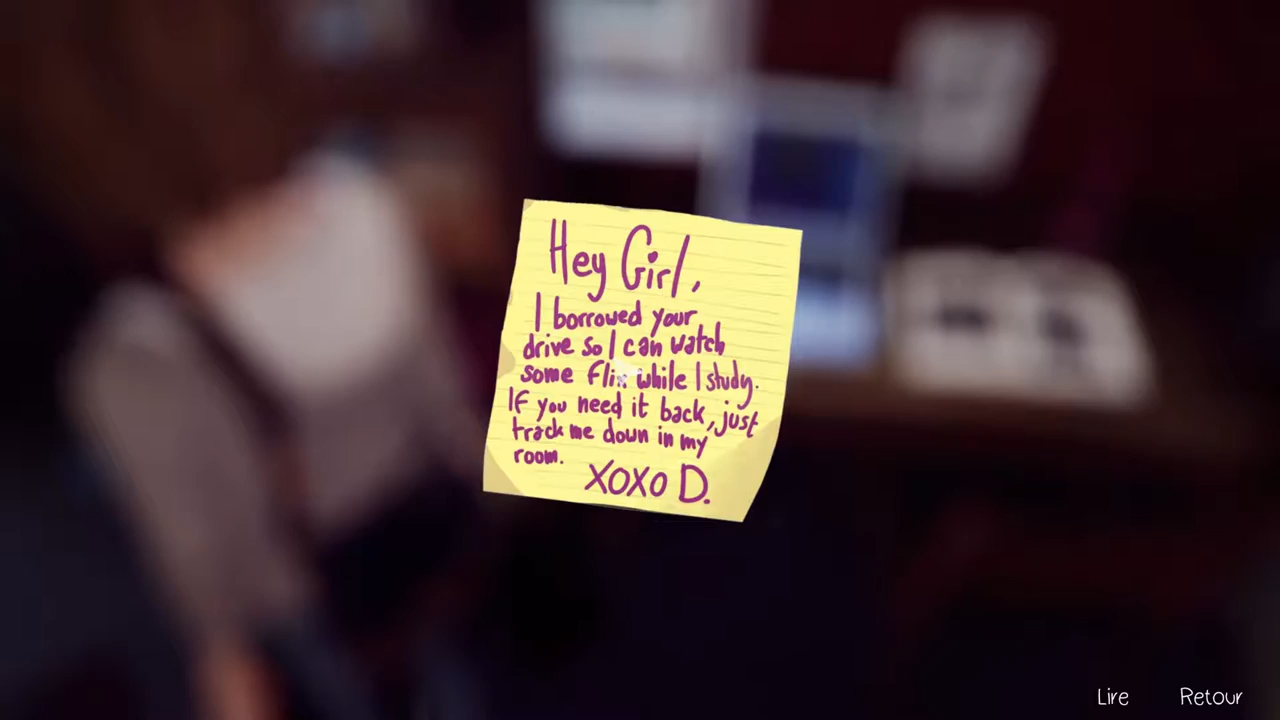 Hey Girl,
I borrowed your
drive so I can watch
some Flix while I study.
If you need it back, just
track me down in my
room.
XOXO D.
Lire Retour